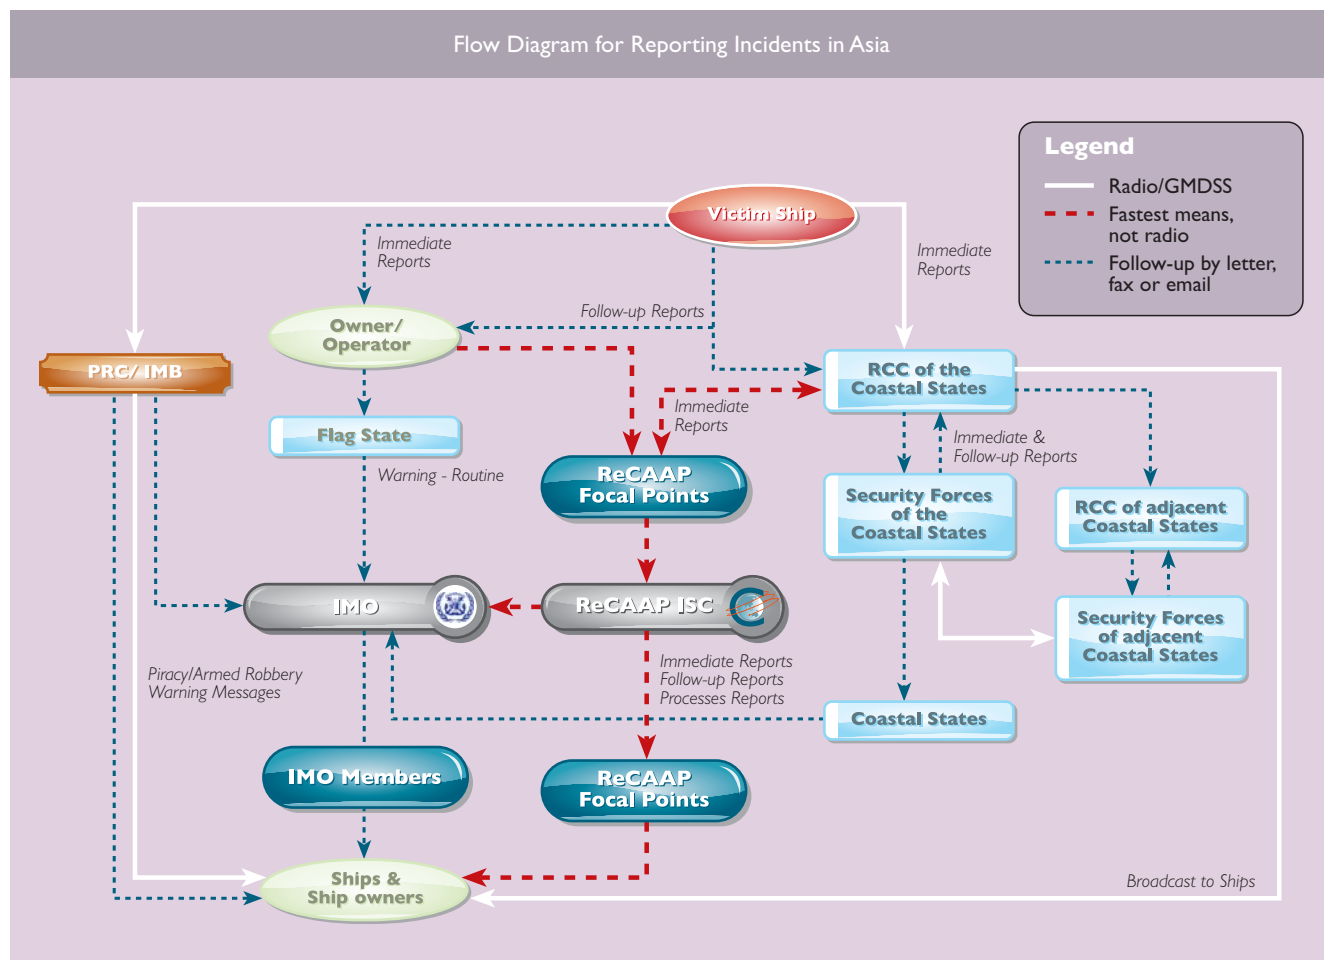 Flow Diagram for Reporting Incidents in Asia
Legend
Radio/GMDSS
Fastest means,
not radio
Follow-up by letter,
fax or email
Victim Ship
Immediate
Reports
Immediate
Reports
Follow-up Reports
Owner/
Operator
PRC/ IMB
RCC of the
Coastal States
Immediate
Reports
Flag State
Warning - Routine
Immediate &
Follow-up Reports
ReCAAP
Focal Points
Security Forces
of the
Coastal States
RCC of adjacent
Coastal States
IMO
ReCAAP ISC
Security Forces
of adjacent
Coastal States
Piracy/Armed Robbery
Warning Messages
Immediate Reports
Follow-up Reports
Processes Reports
Coastal States
IMO Members
ReCAAP
Focal Points
Ships &
Ship owners
Broadcast to Ships